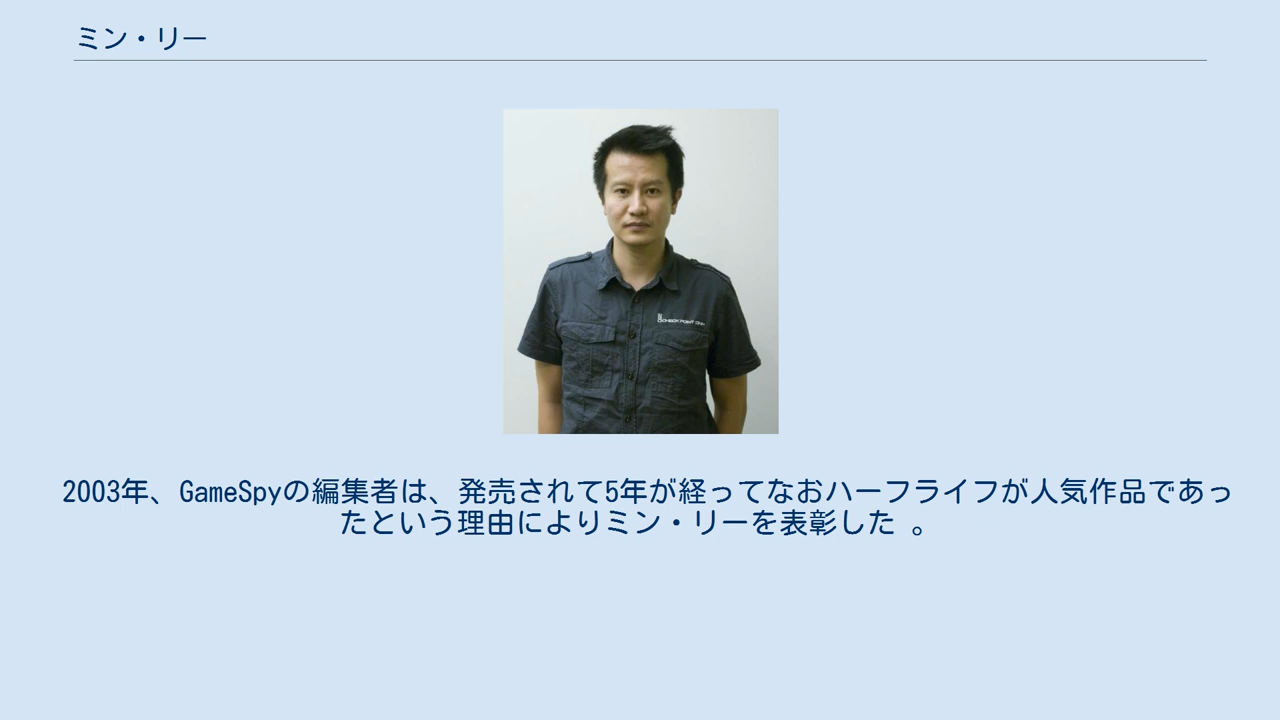 ミン・リー
2003年、GameSpyの編集者は、発売されて5年が経ってなおハーフライフが人気作品であっ
たという理由によりミン・リーを表彰した 。